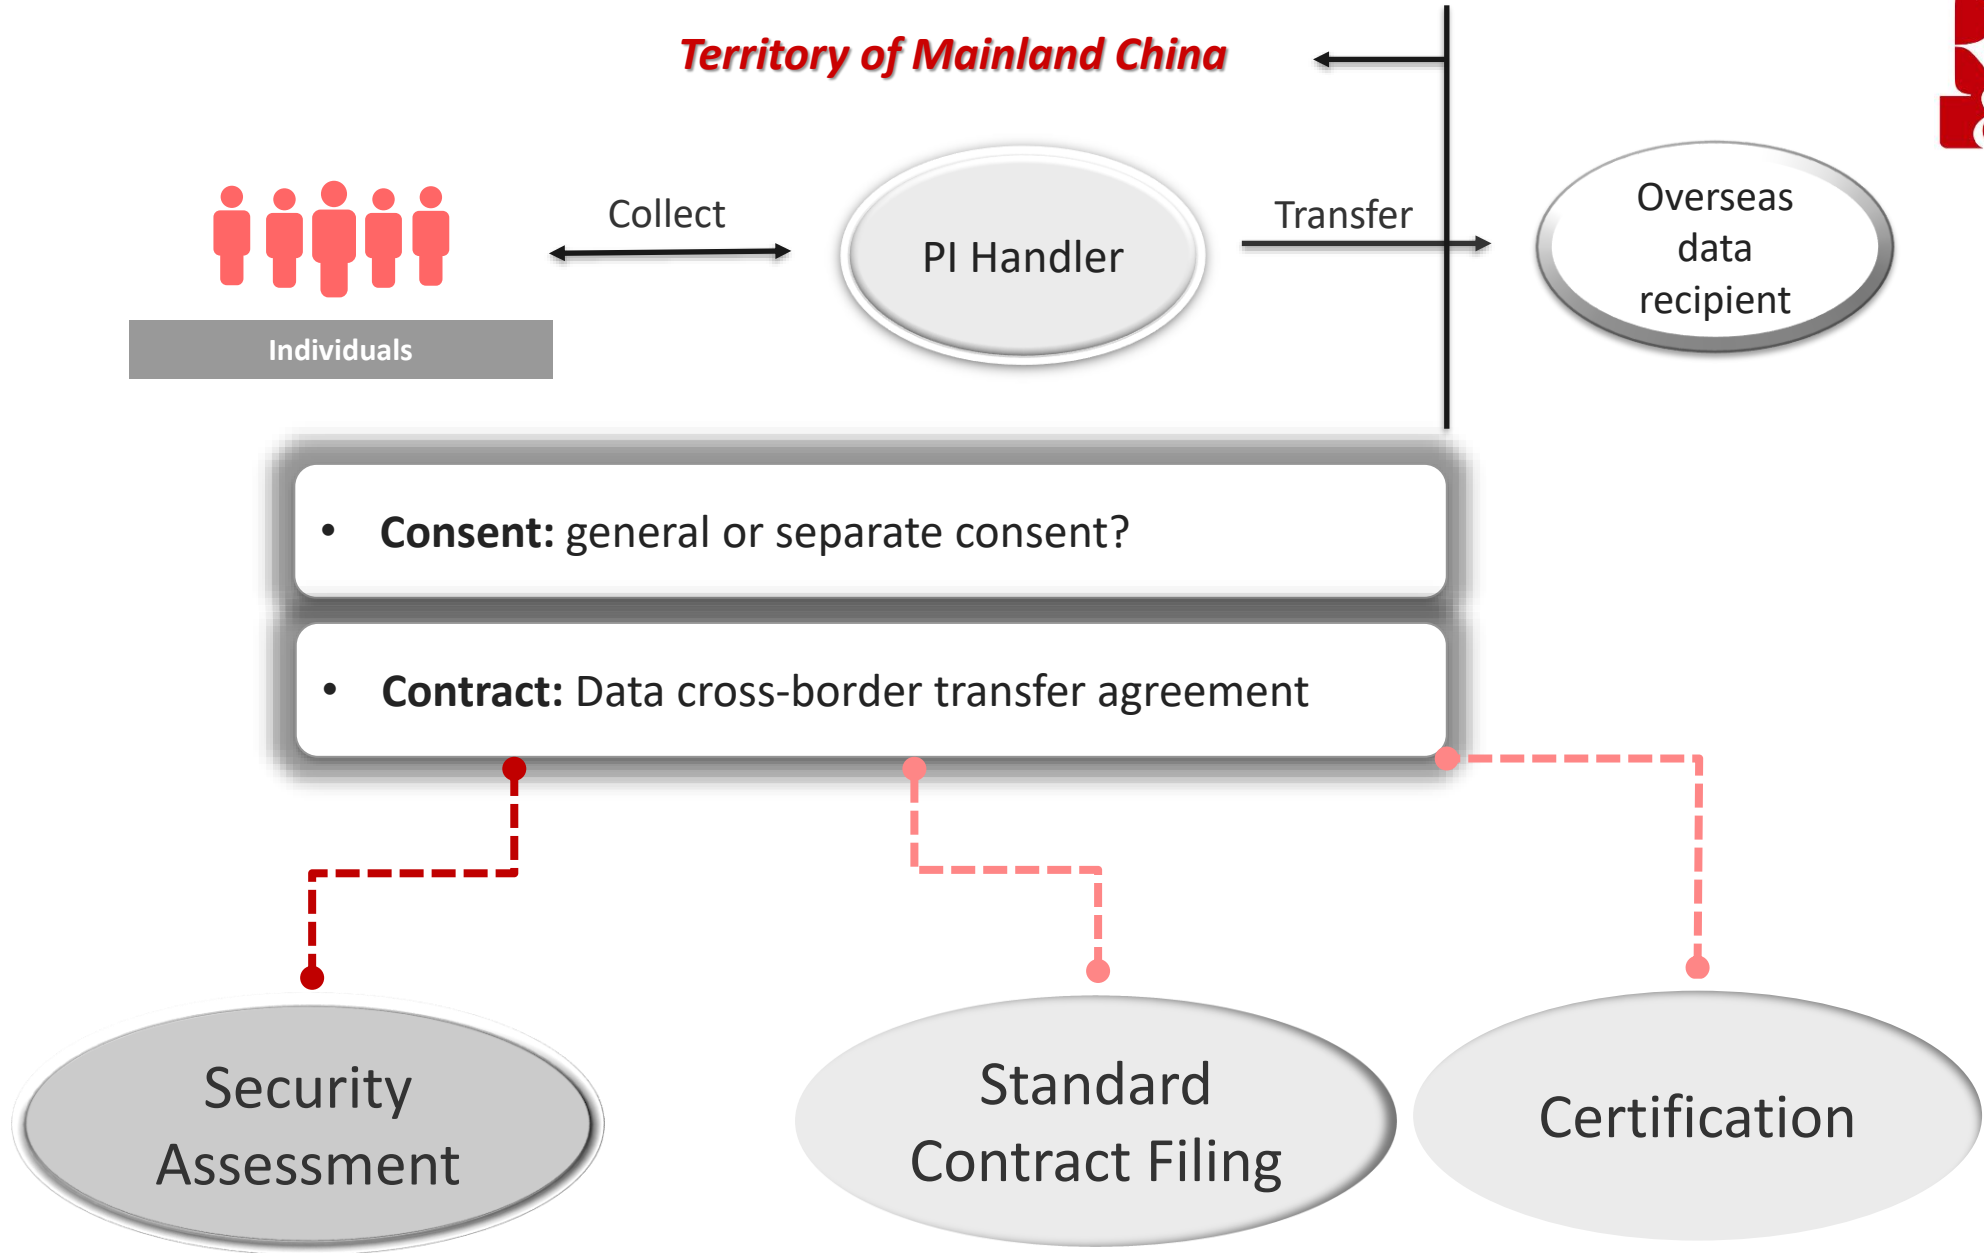 Territory of Mainland China
Collect
PI Handler
Transfer
Overseas
data
recipient
Individuals
• Consent: general or separate consent?
• Contract: Data cross-border transfer agreement
Security
Assessment
Standard
Contract Filing
Certification